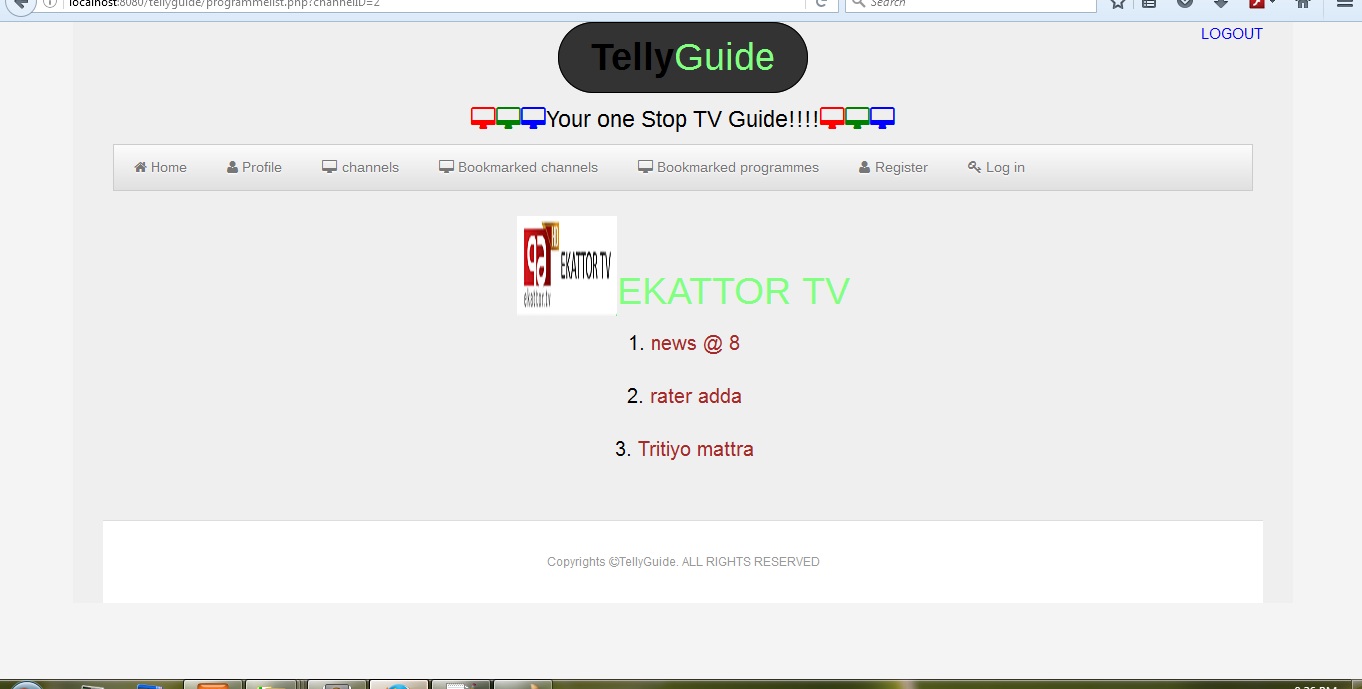 localhost:8080/tellyguide/programmelist.php?channelID=2
Search
LOGOUT
TellyGuide
Your one Stop TV Guide!!!!
Home Profile channels Bookmarked channels Bookmarked programmes Register Log in
HD
EKATTOR TV
ekattor.tv
EKATTOR TV
1. news @ 8
2. rater adda
3. Tritiyo mattra
Copyrights ©TellyGuide. ALL RIGHTS RESERVED